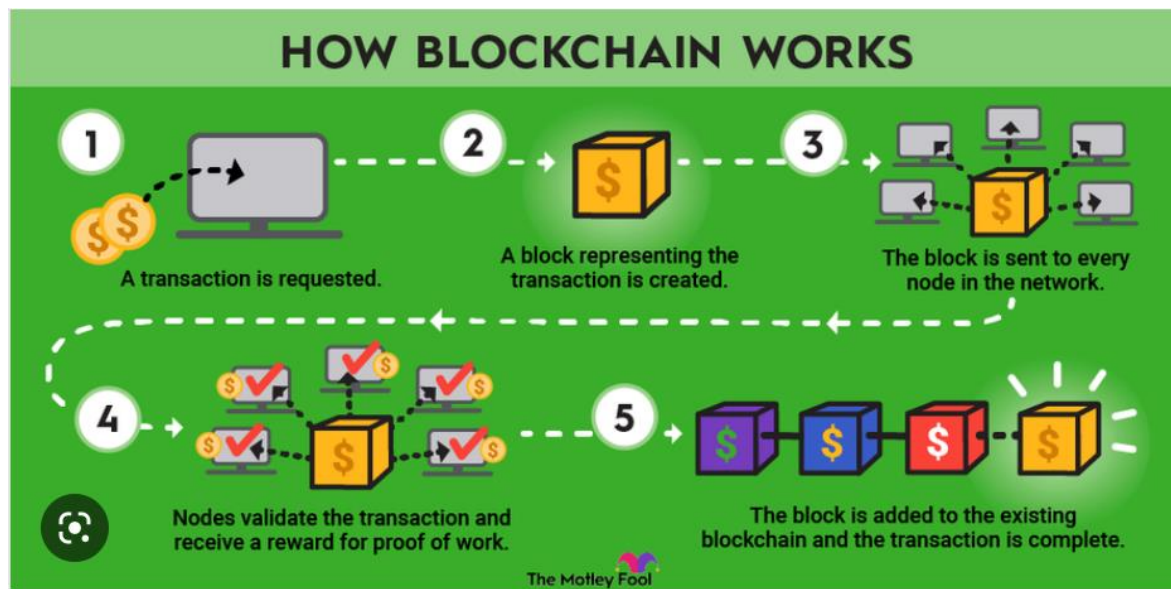 HOW BLOCKCHAIN WORKS
1
$
$
A transaction is requested.
2
$
A block representing the
transaction is created.
3
$
The block is sent to every
node in the network.
4
$
$
$
$
$
$
Nodes validate the transaction and
receive a reward for proof of work.
5
$
$
$
$
The block is added to the existing
blockchain and the transaction is complete.
The Motley Fool